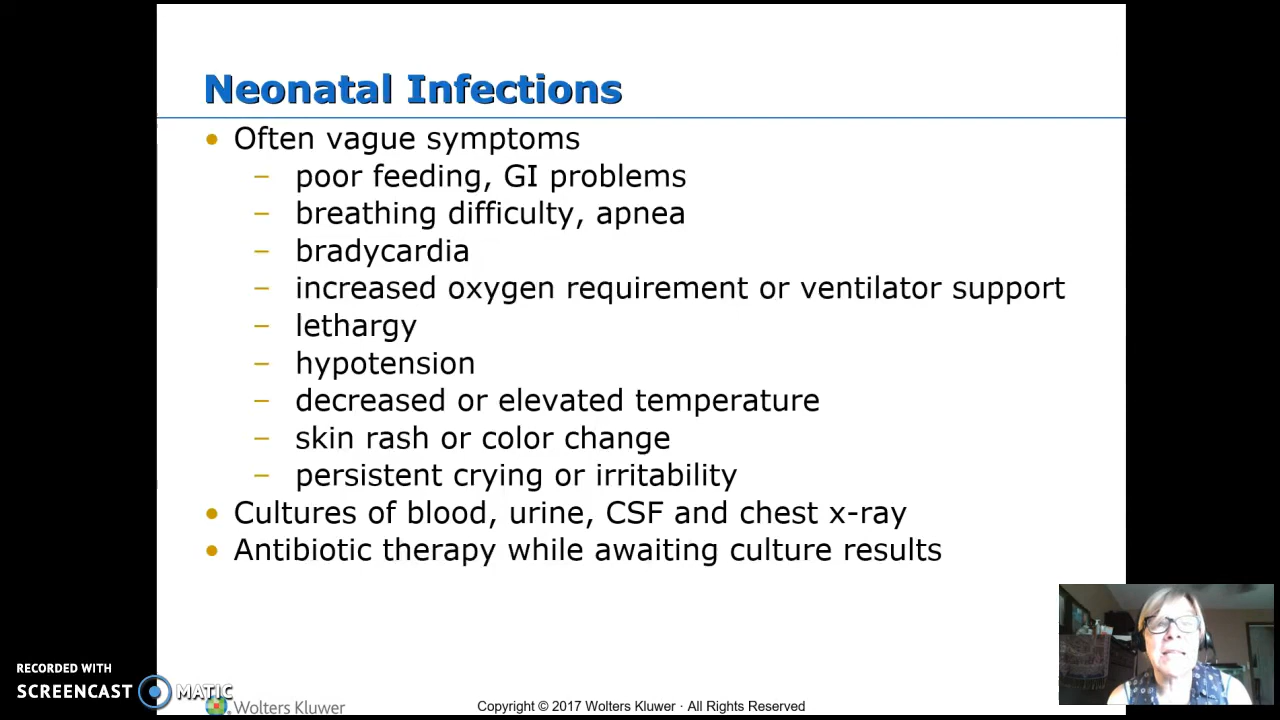 Neonatal Infections
• Often vague symptoms
– poor feeding, GI problems
– breathing difficulty, apnea
– bradycardia
– increased oxygen requirement or ventilator support
– lethargy
– hypotension
– decreased or elevated temperature
– skin rash or color change
– persistent crying or irritability
• Cultures of blood, urine, CSF and chest x-ray
• Antibiotic therapy while awaiting culture results
RECORDED WITH
SCREENCAST MATIC
Wolters Kluwer
Copyright © 2017 Wolters Kluwer · All Rights Reserved